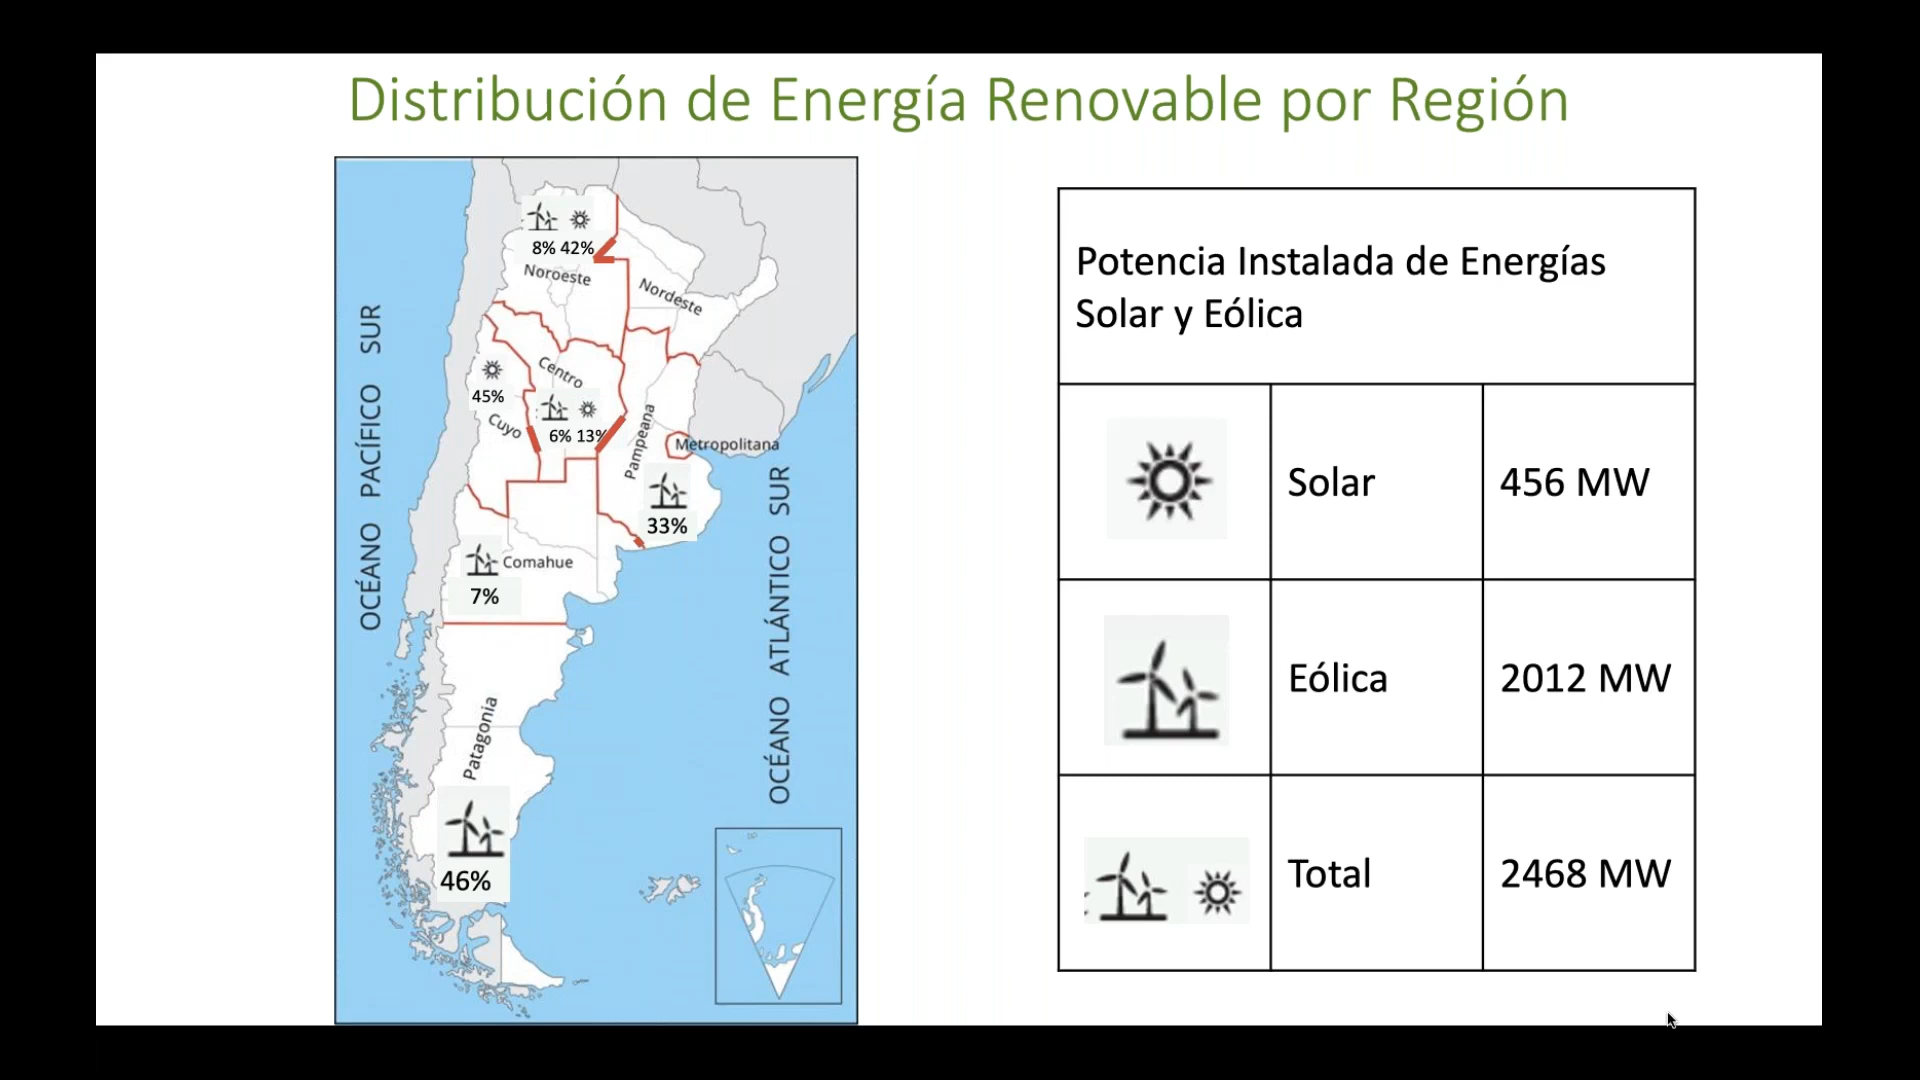 Distribución de Energía Renovable por Región
8% 42%
Noroeste
Nordeste
Centro
45%
Cuyo
6% 13%
Pampeana
Metropolitana
33%
Comahue
7%
Patagonia
46%
OCÉANO PACÍFICO SUR
OCÉANO ATLÁNTICO SUR
Potencia Instalada de Energías
Solar y Eólica
Solar 456 MW
Eólica 2012 MW
Total 2468 MW